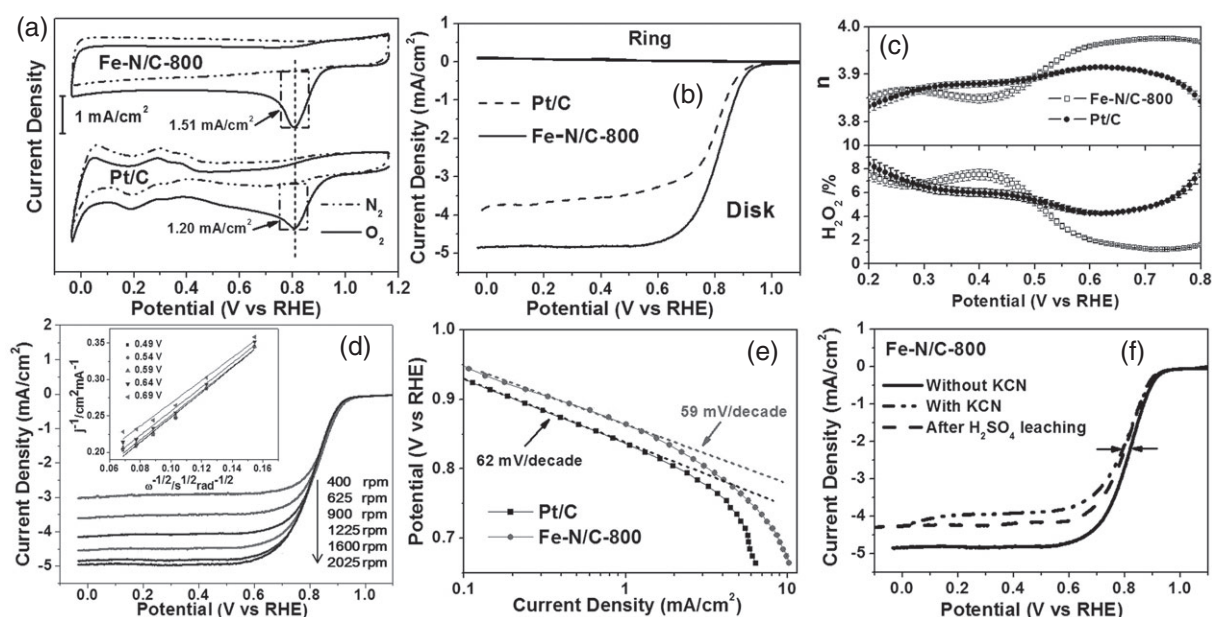 (a)
Fe-N/C-800
1 mA/cm²
1.51 mA/cm²
Pt/C
1.20 mA/cm²
N₂
O₂
Current Density
0.0 0.2 0.4 0.6 0.8 1.0 1.2
Potential (V vs RHE)
(b)
Ring
Pt/C
Fe-N/C-800
Disk
Current Density (mA/cm²)
1
0
-1
-2
-3
-4
-5
0.0 0.2 0.4 0.6 0.8 1.0
Potential (V vs RHE)
(c)
n
4.0
3.9
3.8
Fe-N/C-800
Pt/C
H₂O₂ /%
10
8
6
4
2
0
0.2 0.3 0.4 0.5 0.6 0.7 0.8
Potential (V vs RHE)
(d)
J⁻¹/cm²mA⁻¹
0.35
0.30
0.25
0.20
0.49 V
0.54 V
0.59 V
0.64 V
0.69 V
0.06 0.08 0.10 0.12 0.14 0.16
ω⁻¹/²/s¹/²rad⁻¹/²
400 rpm
625 rpm
900 rpm
1225 rpm
1600 rpm
2025 rpm
Current Density (mA/cm²)
2
1
0
-1
-2
-3
-4
-5
0.0 0.2 0.4 0.6 0.8 1.0
Potential (V vs RHE)
(e)
59 mV/decade
62 mV/decade
Pt/C
Fe-N/C-800
Potential (V vs RHE)
1.0
0.9
0.8
0.7
0.1 1 10
Current Density (mA/cm²)
(f)
Fe-N/C-800
Without KCN
With KCN
After H₂SO₄ leaching
Current Density (mA/cm²)
1
0
-1
-2
-3
-4
-5
0.0 0.2 0.4 0.6 0.8 1.0
Potential (V vs RHE)